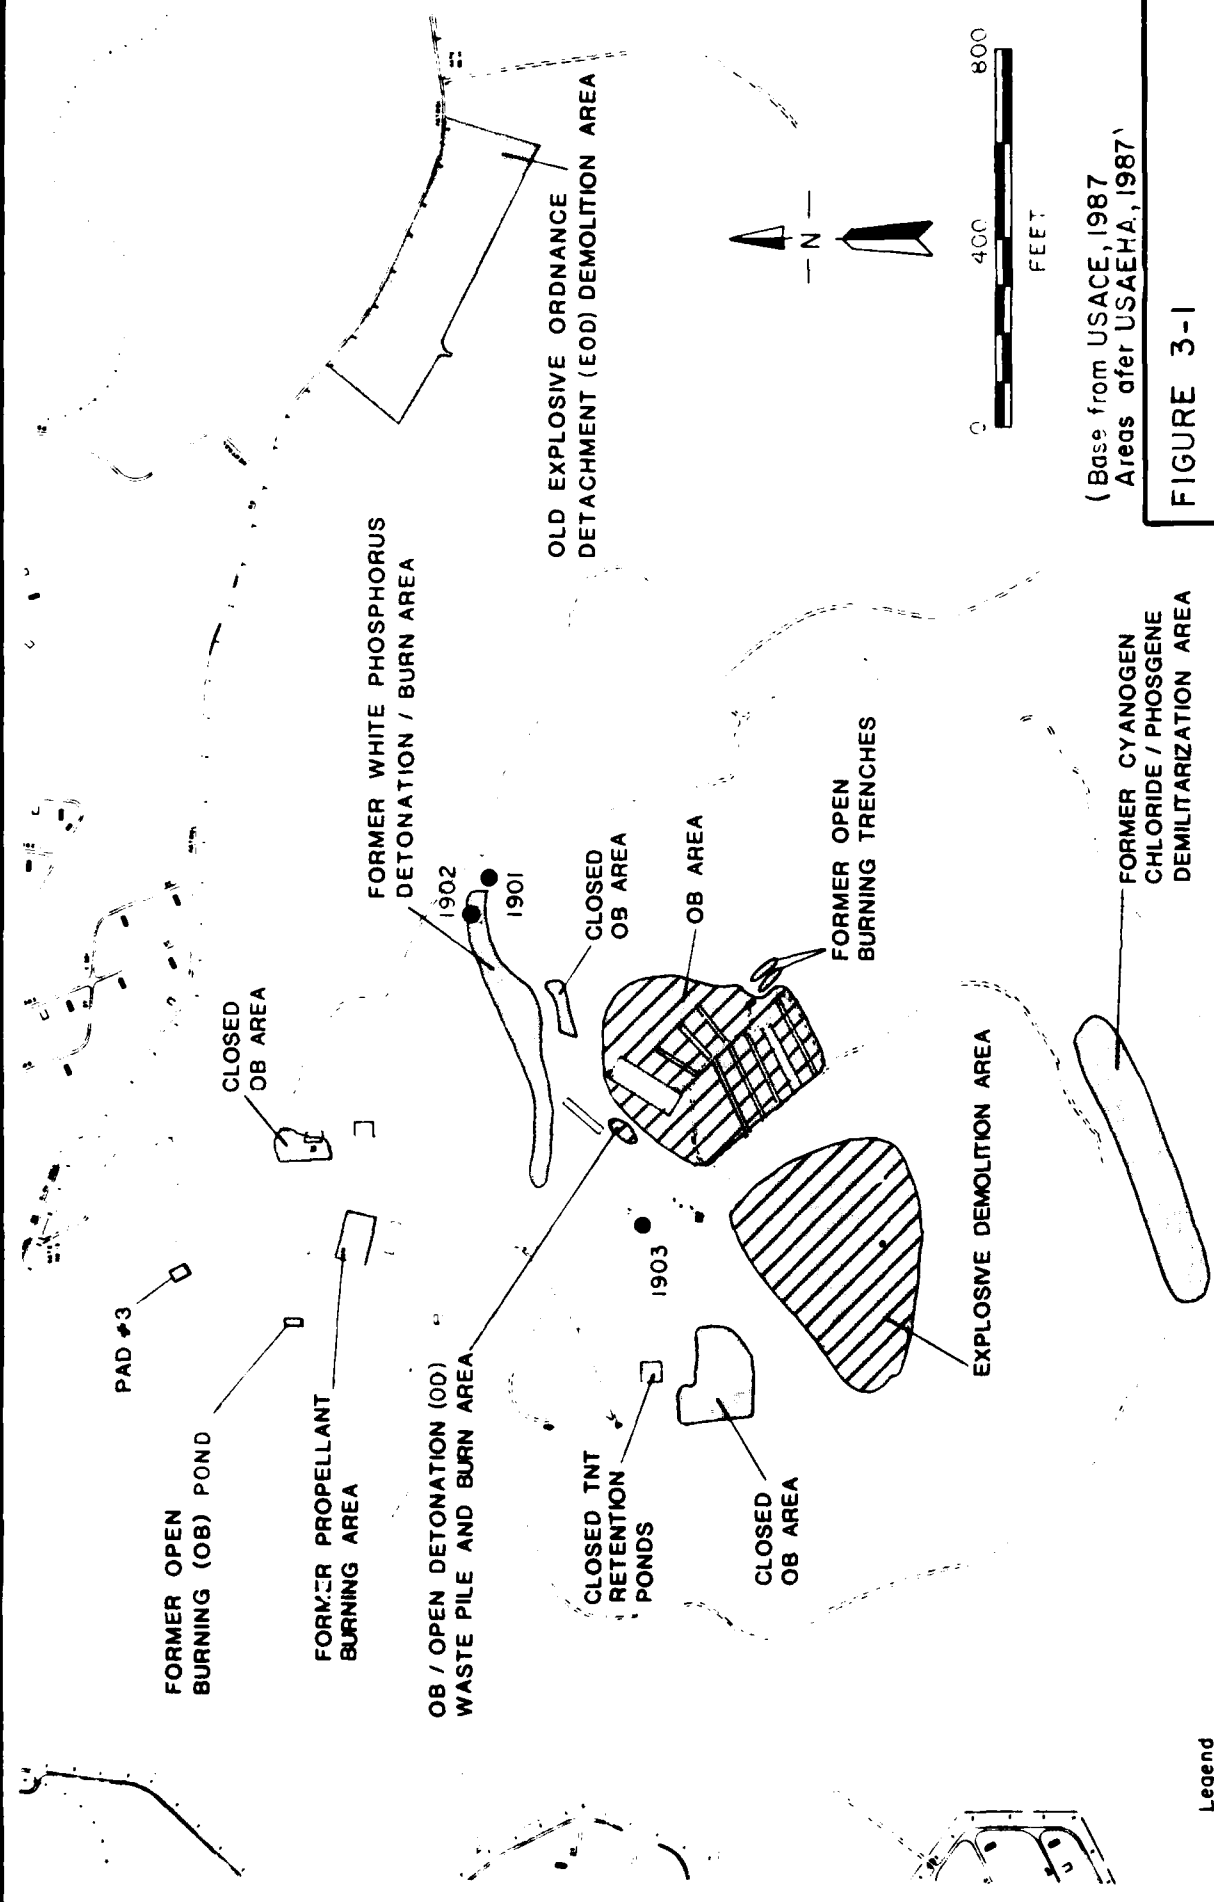 PAD #3
FORMER OPEN
BURNING (OB) POND
FORMER PROPELLANT
BURNING AREA
CLOSED
OB AREA
OB / OPEN DETONATION (OD)
WASTE PILE AND BURN AREA
CLOSED TNT
RETENTION
PONDS
CLOSED
OB AREA
1903
FORMER WHITE PHOSPHORUS
DETONATION / BURN AREA
1902
1901
CLOSED
OB AREA
OB AREA
FORMER OPEN
BURNING TRENCHES
EXPLOSIVE DEMOLITION AREA
FORMER CYANOGEN
CHLORIDE / PHOSGENE
DEMILITARIZATION AREA
OLD EXPLOSIVE ORDNANCE
DETACHMENT (EOD) DEMOLITION AREA
N
0 400 800
FEET
(Base from USACE, 1987
Areas afer USAEHA, 1987)
FIGURE 3-1
Legend